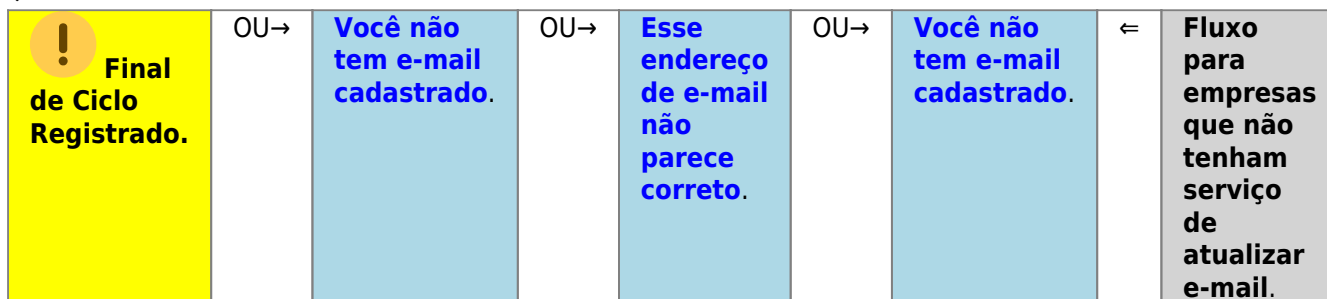 Final
de Ciclo
Registrado.
OU→
Você não
tem e-mail
cadastrado.
OU→
Esse
endereço
de e-mail
não
parece
correto.
OU→
Você não
tem e-mail
cadastrado.
⇐
Fluxo
para
empresas
que não
tenham
serviço
de
atualizar
e-mail.